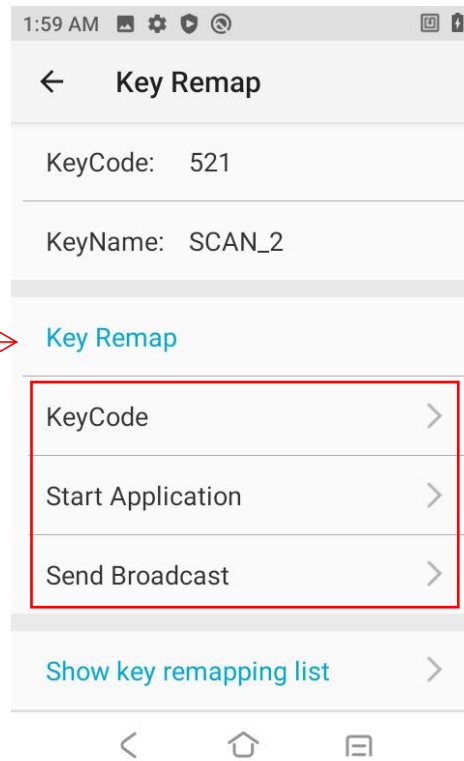 1:59 AM
Key Remap
KeyCode: 521
KeyName: SCAN_2
Key Remap
KeyCode
Start Application
Send Broadcast
Show key remapping list